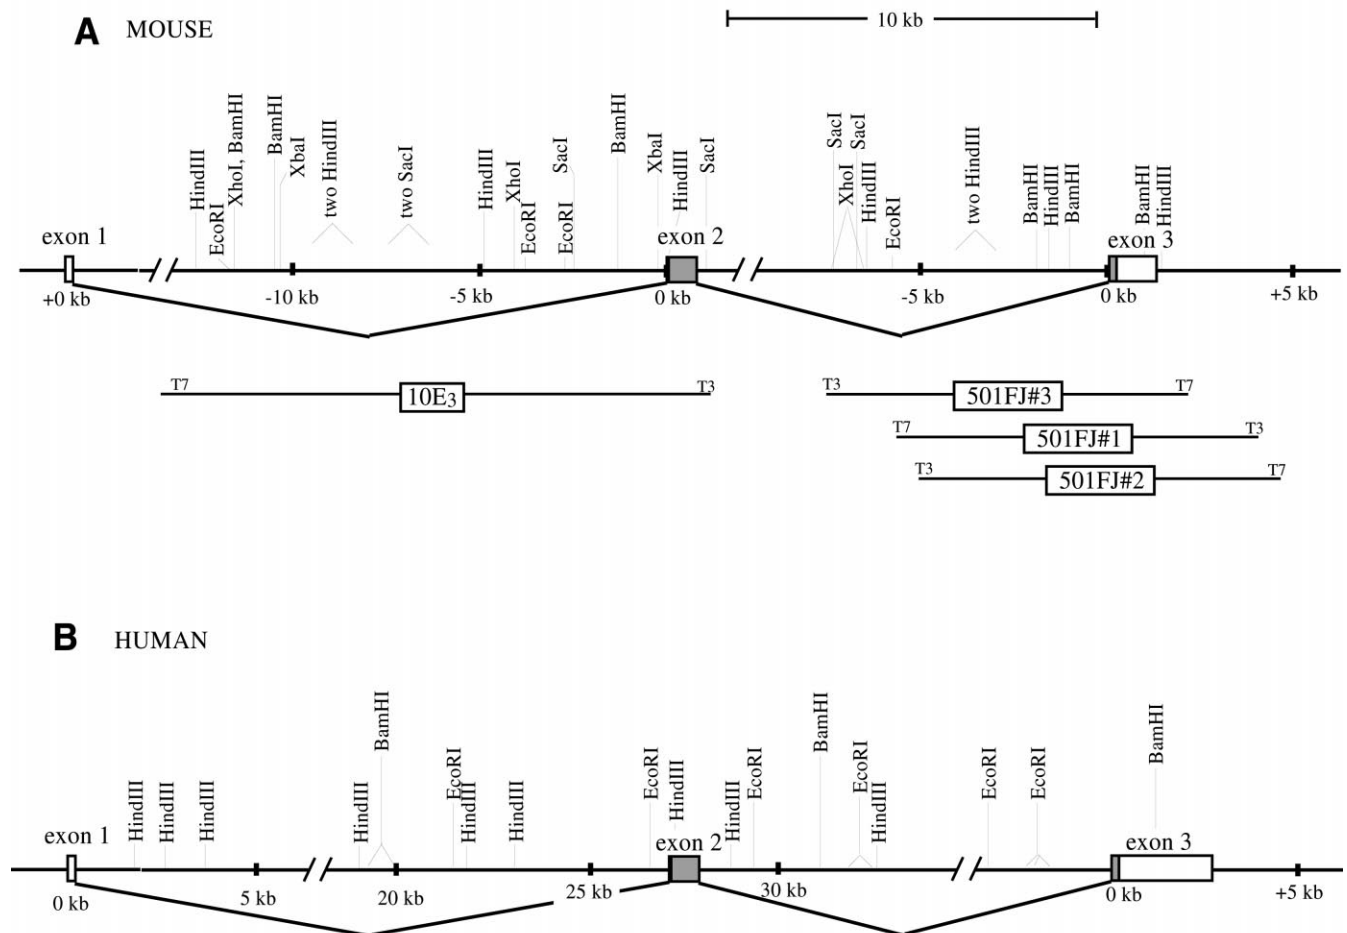 A MOUSE
10 kb
HindIII
EcoRI
XhoI, BamHI
BamHI
XbaI
two HindIII
two SacI
HindIII
XhoI
EcoRI
SacI
EcoRI
BamHI
XbaI
HindIII
SacI
SacI
XhoI
SacI
HindIII
EcoRI
two HindIII
BamHI
HindIII
BamHI
BamHI
HindIII
exon 1
exon 2
exon 3
+0 kb
-10 kb
-5 kb
0 kb
-5 kb
0 kb
+5 kb
T7 10E3 T3
T3 501FJ#3 T7
T7 501FJ#1 T3
T3 501FJ#2 T7
B HUMAN
HindIII
HindIII
HindIII
HindIII
BamHI
EcoRI
HindIII
HindIII
EcoRI
HindIII
HindIII
EcoRI
BamHI
EcoRI
HindIII
EcoRI
EcoRI
BamHI
exon 1
exon 2
exon 3
0 kb
5 kb
20 kb
25 kb
30 kb
0 kb
+5 kb